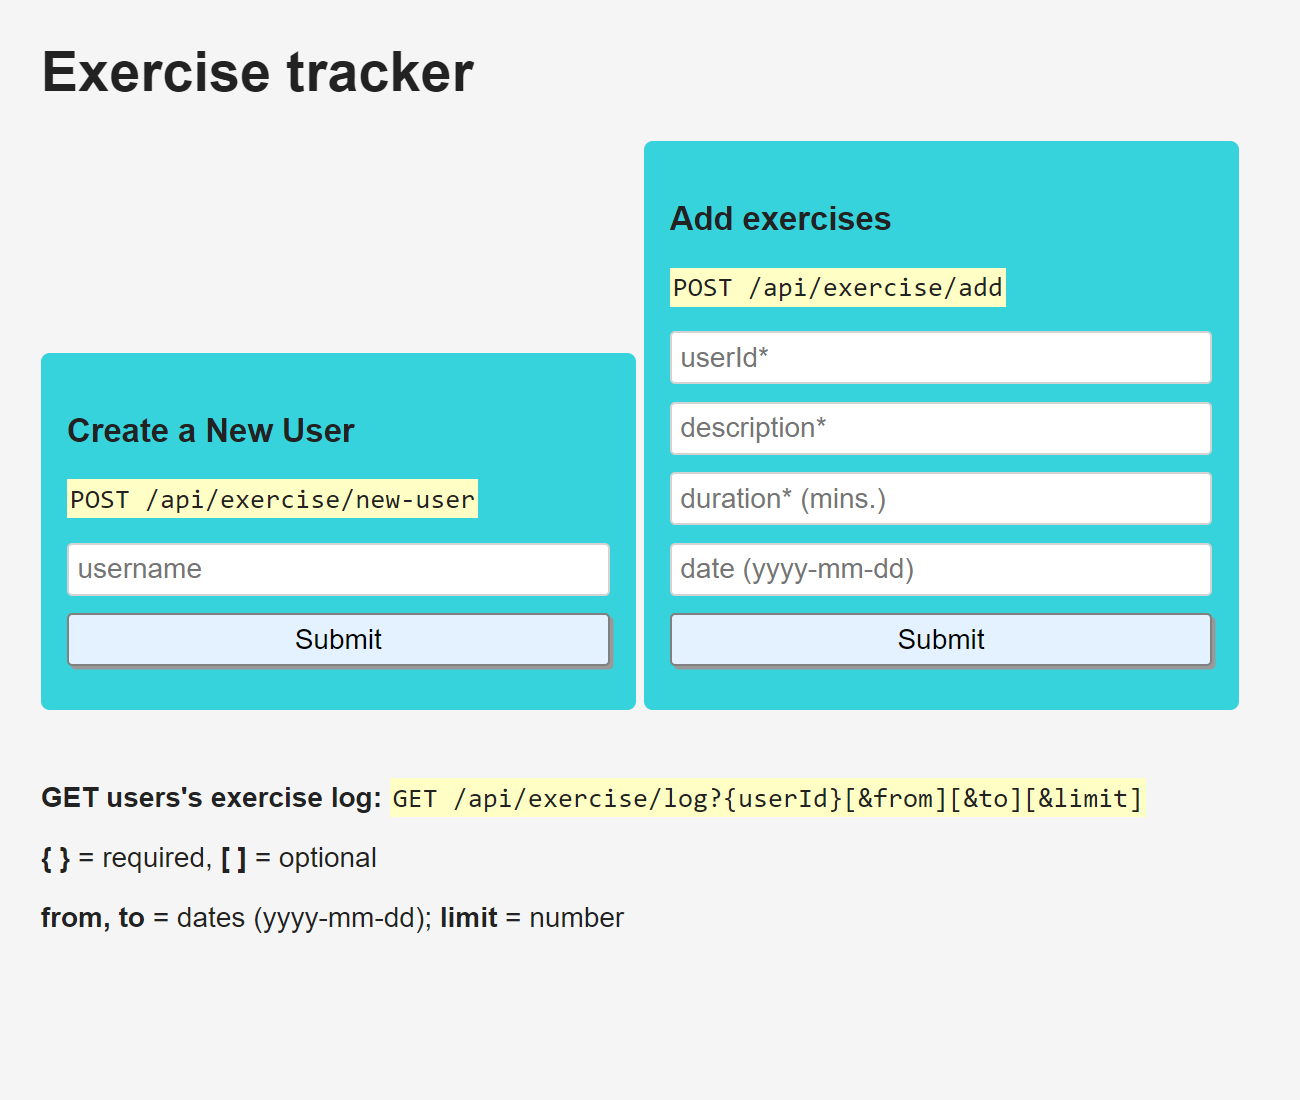 Exercise tracker
Create a New User
POST /api/exercise/new-user
username
Submit
Add exercises
POST /api/exercise/add
userId*
description*
duration* (mins.)
date (yyyy-mm-dd)
Submit
GET users's exercise log: GET /api/exercise/log?{userId}[&from][&to][&limit]
{ } = required, [ ] = optional
from, to = dates (yyyy-mm-dd); limit = number